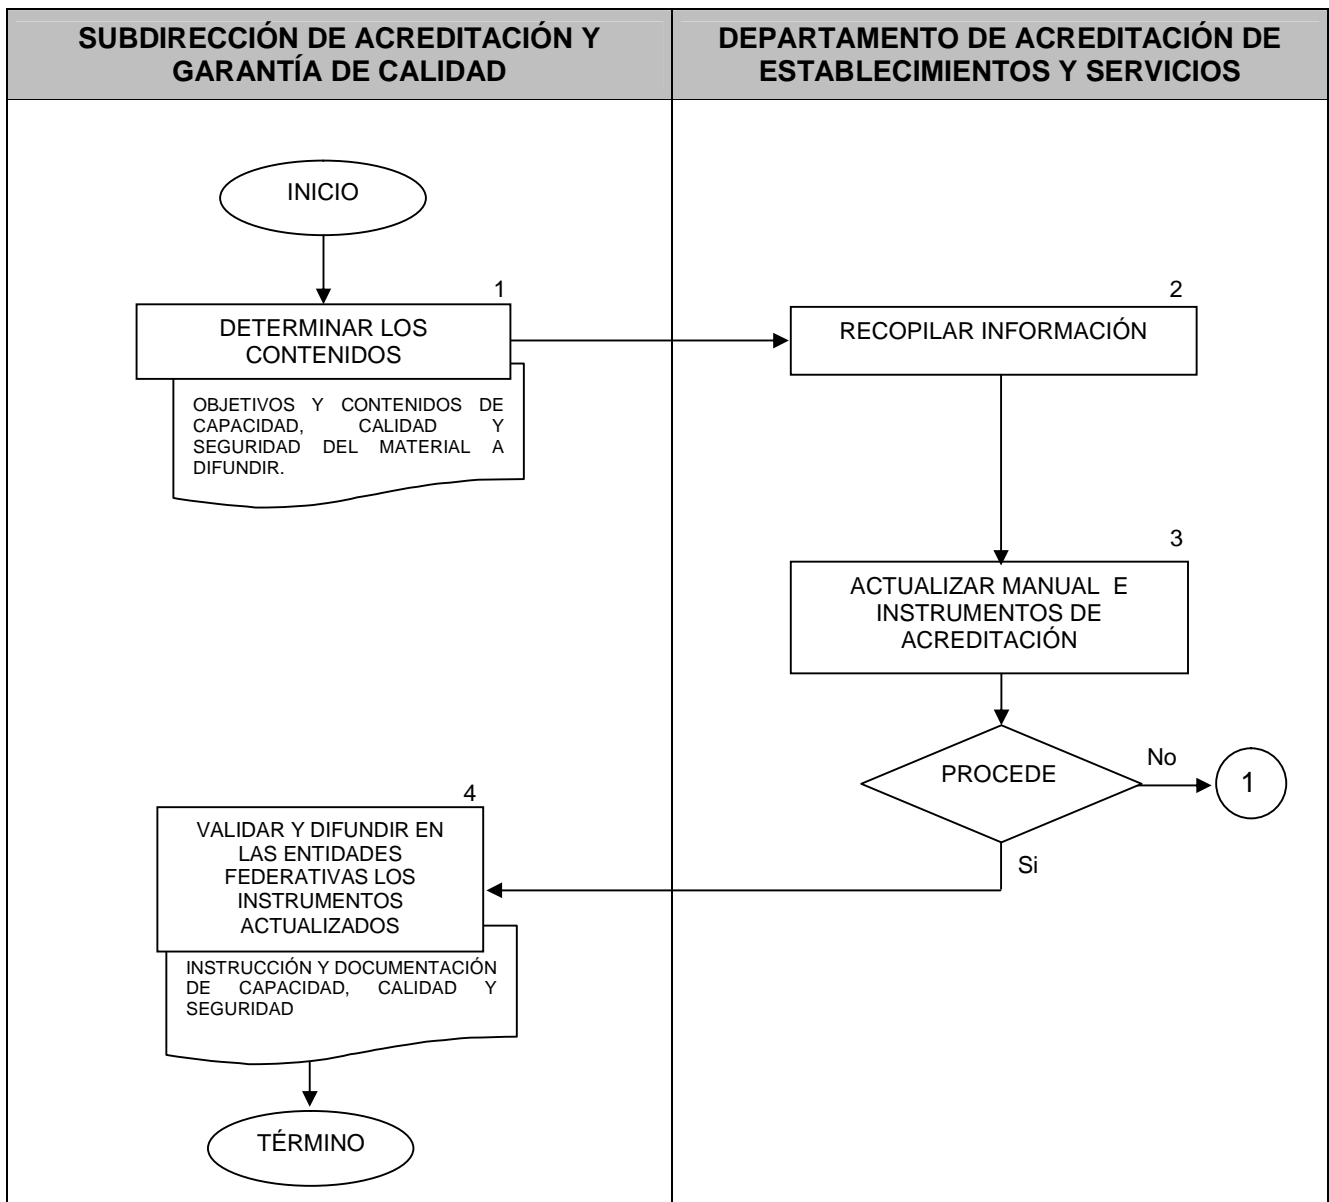 SUBDIRECCIÓN DE ACREDITACIÓN Y
GARANTÍA DE CALIDAD
DEPARTAMENTO DE ACREDITACIÓN DE
ESTABLECIMIENTOS Y SERVICIOS
INICIO
1
DETERMINAR LOS
CONTENIDOS
OBJETIVOS Y CONTENIDOS DE
CAPACIDAD, CALIDAD Y
SEGURIDAD DEL MATERIAL A
DIFUNDIR.
2
RECOPILAR INFORMACIÓN
3
ACTUALIZAR MANUAL E
INSTRUMENTOS DE
ACREDITACIÓN
PROCEDE
No
1
Si
4
VALIDAR Y DIFUNDIR EN
LAS ENTIDADES
FEDERATIVAS LOS
INSTRUMENTOS
ACTUALIZADOS
INSTRUCCIÓN Y DOCUMENTACIÓN
DE CAPACIDAD, CALIDAD Y
SEGURIDAD
TÉRMINO